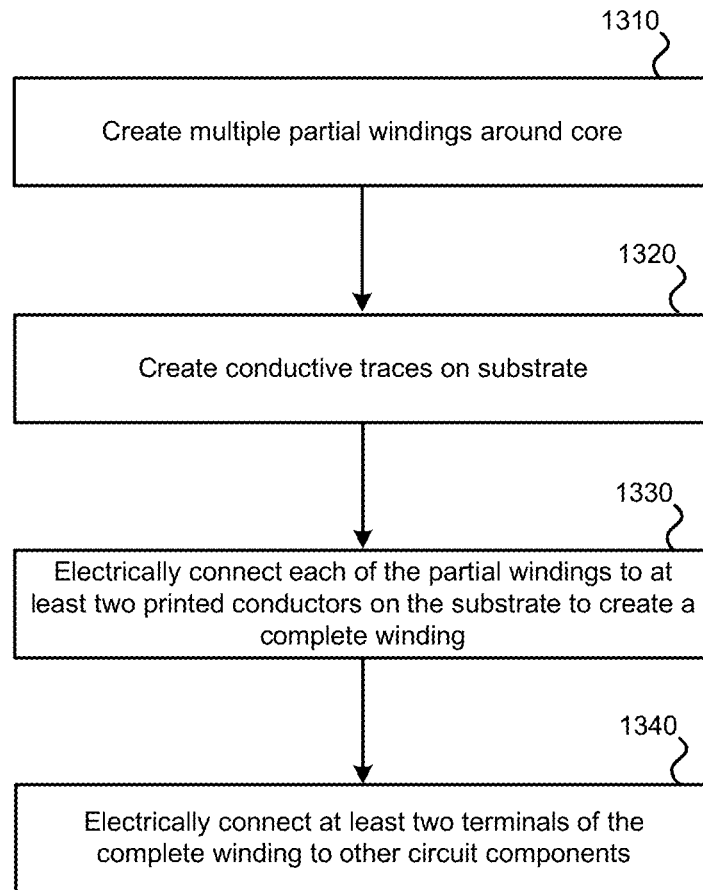 1310
Create multiple partial windings around core
1320
Create conductive traces on substrate
1330
Electrically connect each of the partial windings to at
least two printed conductors on the substrate to create a
complete winding
1340
Electrically connect at least two terminals of the
complete winding to other circuit components